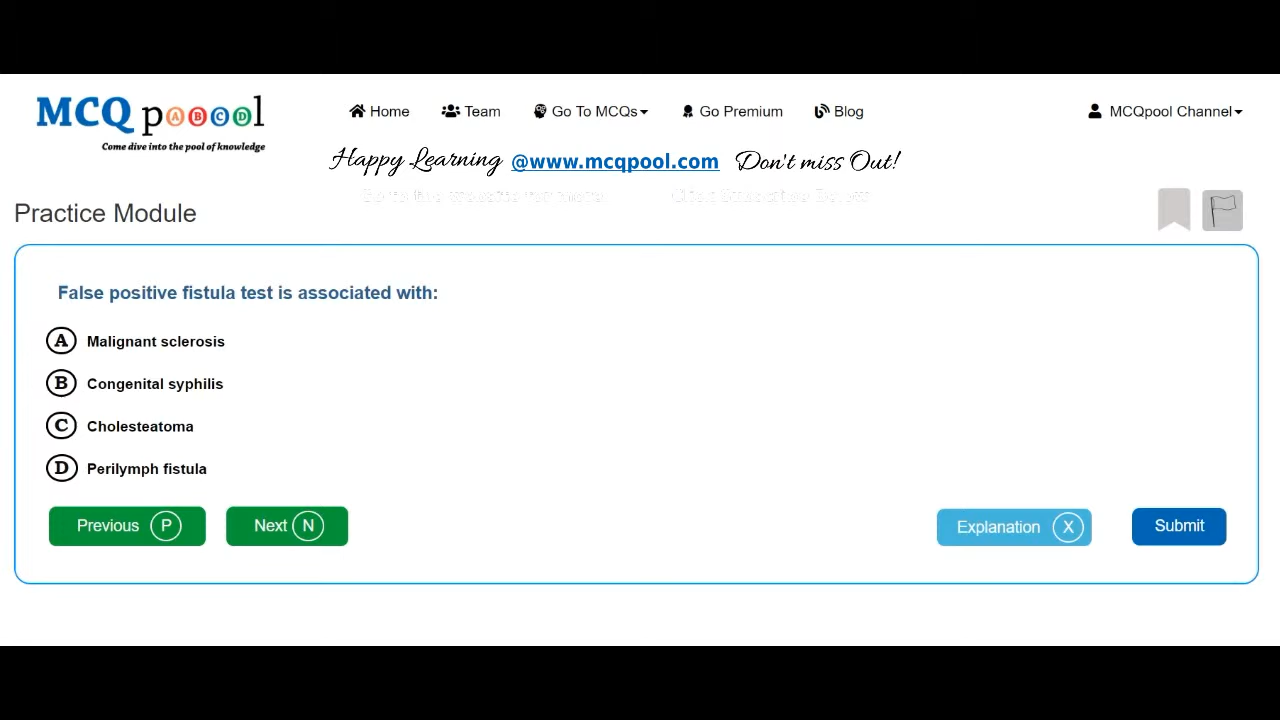 MCQ pABCDl
Come dive into the pool of knowledge
Home Team Go To MCQs Go Premium Blog MCQpool Channel
Happy Learning @www.mcqpool.com Don't miss Out!
Practice Module
False positive fistula test is associated with:
A Malignant sclerosis
B Congenital syphilis
C Cholesteatoma
D Perilymph fistula
Previous P Next N Explanation X Submit